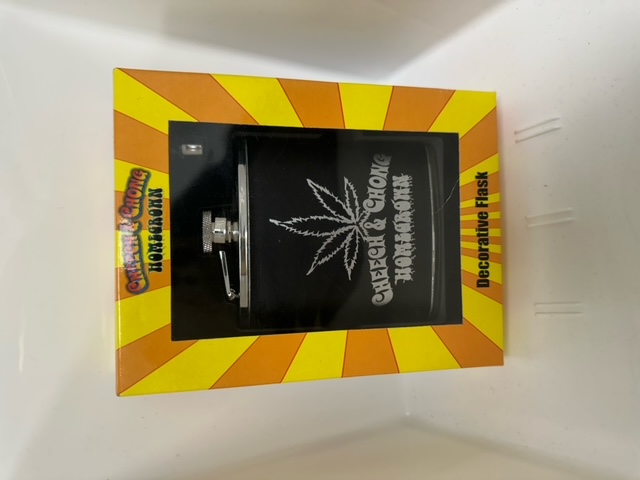 CHEECH & CHONG
HOMEGROWN
CHEECH & CHONG
HOMEGROWN
Decorative Flask